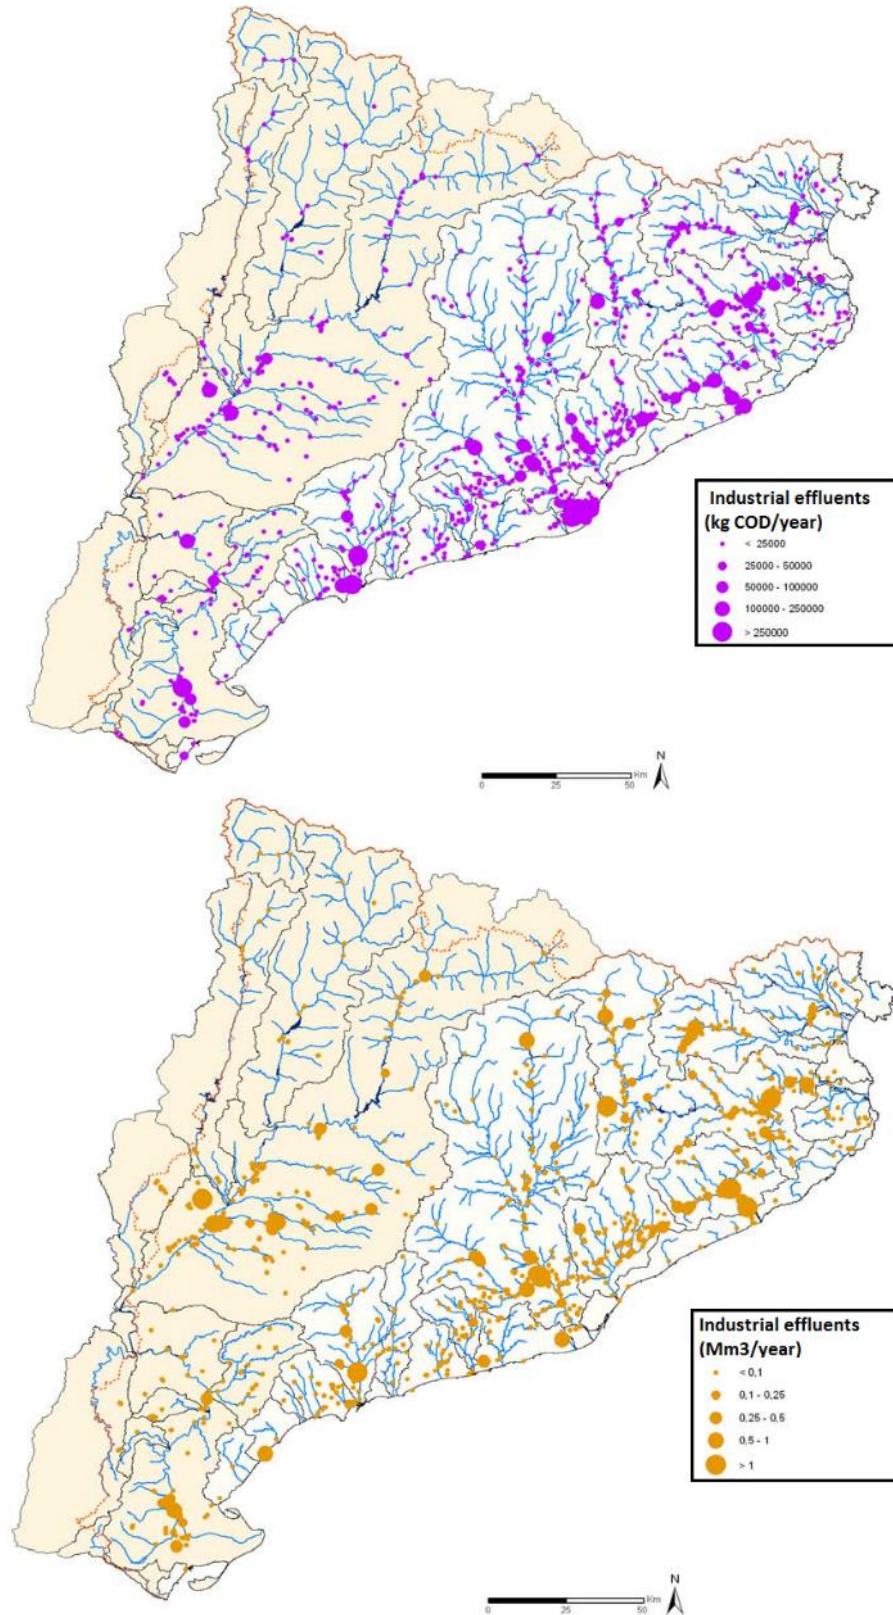 Industrial effluents
(kg COD/year)
< 25000
25000 - 50000
50000 - 100000
100000 - 250000
> 250000
N
Km
0 25 50
Industrial effluents
(Mm3/year)
< 0,1
0,1 - 0,25
0,25 - 0,5
0,5 - 1
> 1
N
Km
0 25 50